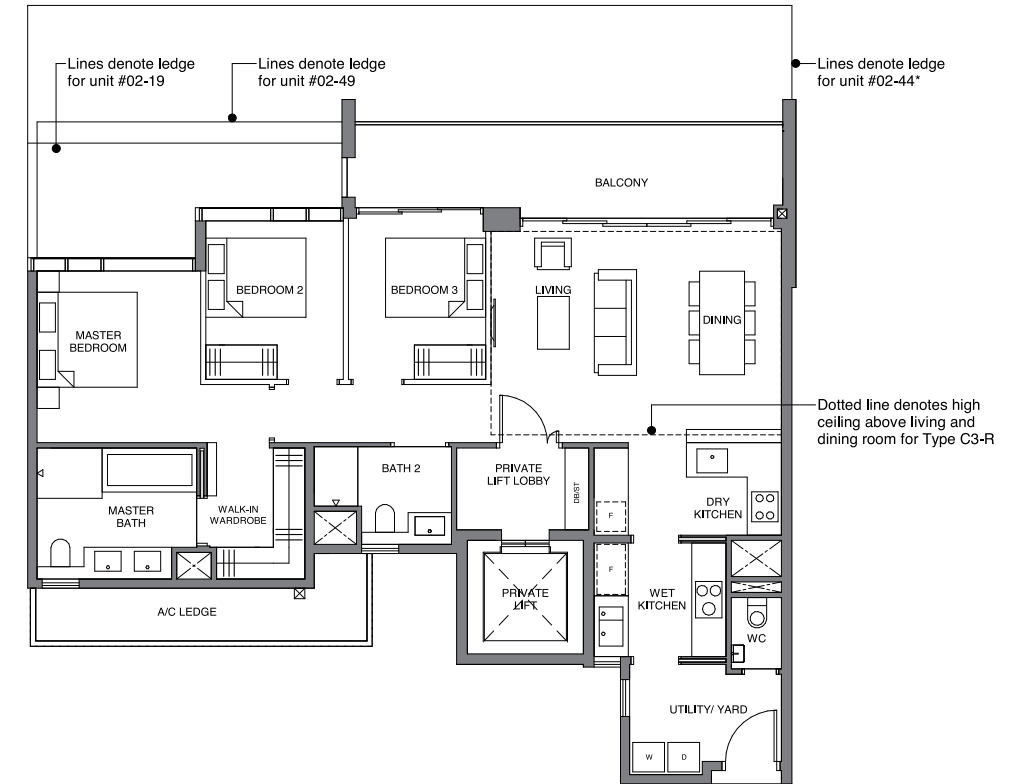 Lines denote ledge
for unit #02-19
Lines denote ledge
for unit #02-49
Lines denote ledge
for unit #02-44*
BALCONY
BEDROOM 2
BEDROOM 3
LIVING
DINING
MASTER
BEDROOM
Dotted line denotes high
ceiling above living and
dining room for Type C3-R
BATH 2
PRIVATE
LIFT LOBBY
DB/ST
F
DRY
KITCHEN
MASTER
BATH
WALK-IN
WARDROBE
F
PRIVATE
LIFT
WET
KITCHEN
A/C LEDGE
WC
UTILITY/ YARD
W
D